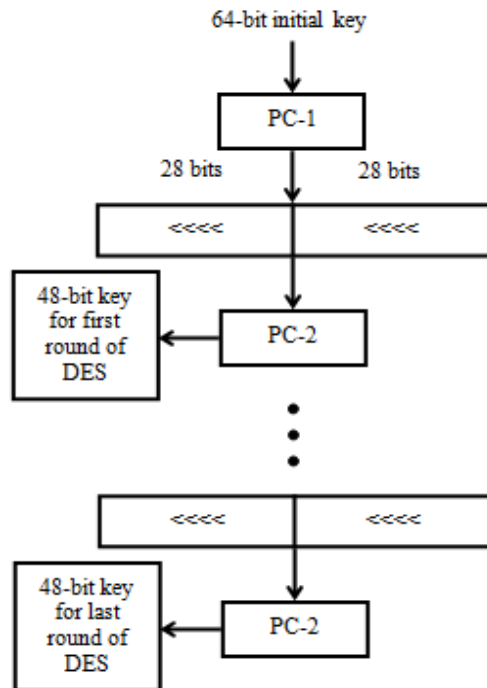 64-bit initial key
PC-1
28 bits 28 bits
<<<< <<<<
48-bit key
for first
round of
DES
PC-2
<<<< <<<<
48-bit key
for last
round of
DES
PC-2